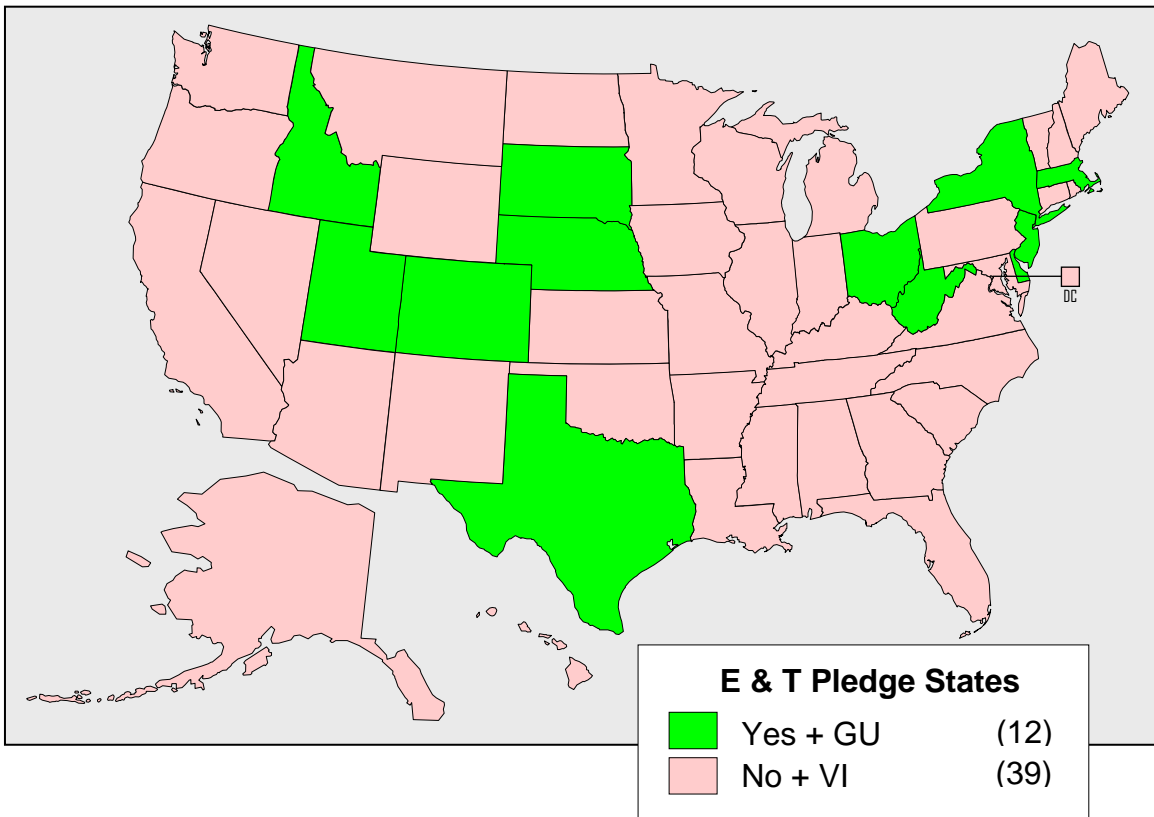 DC
E & T Pledge States
Yes + GU (12)
No + VI (39)